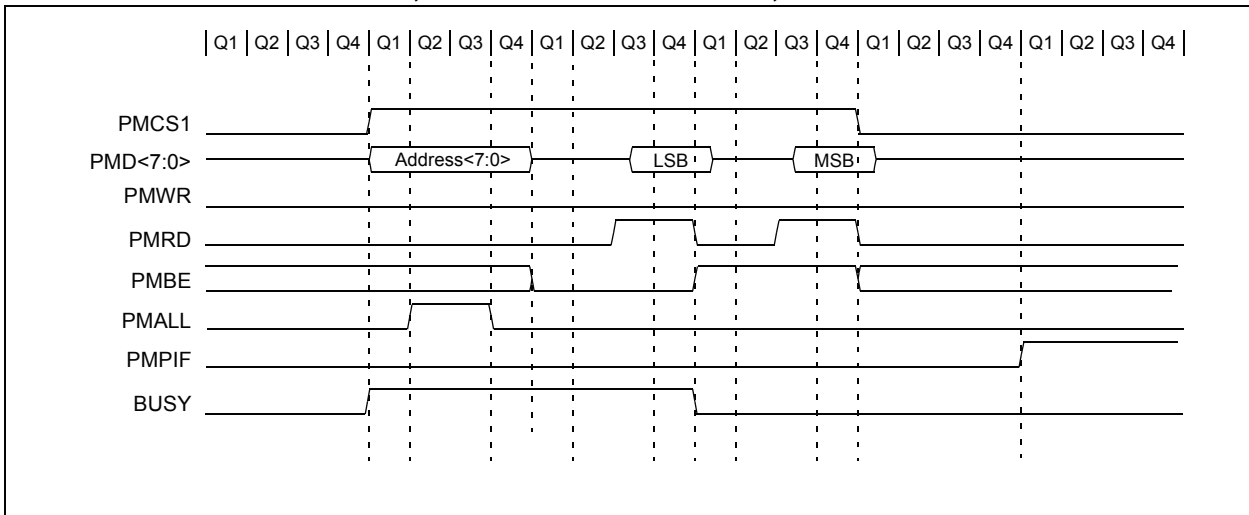 Q1 Q2 Q3 Q4 Q1 Q2 Q3 Q4 Q1 Q2 Q3 Q4 Q1 Q2 Q3 Q4 Q1 Q2 Q3 Q4 Q1 Q2 Q3 Q4
PMCS1
PMD<7:0> Address<7:0> LSB MSB
PMWR
PMRD
PMBE
PMALL
PMPIF
BUSY